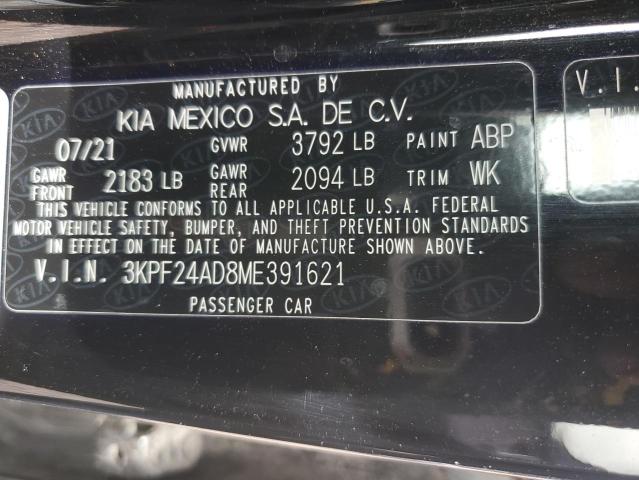 MANUFACTURED BY
KIA MEXICO S.A. DE C.V.
07/21 GVWR 3792 LB PAINT ABP
GAWR FRONT 2183 LB GAWR REAR 2094 LB TRIM WK
THIS VEHICLE CONFORMS TO ALL APPLICABLE U.S.A. FEDERAL
MOTOR VEHICLE SAFETY, BUMPER, AND THEFT PREVENTION STANDARDS
IN EFFECT ON THE DATE OF MANUFACTURE SHOWN ABOVE.
V.I.N. 3KPF24AD8ME391621
PASSENGER CAR
V.I.